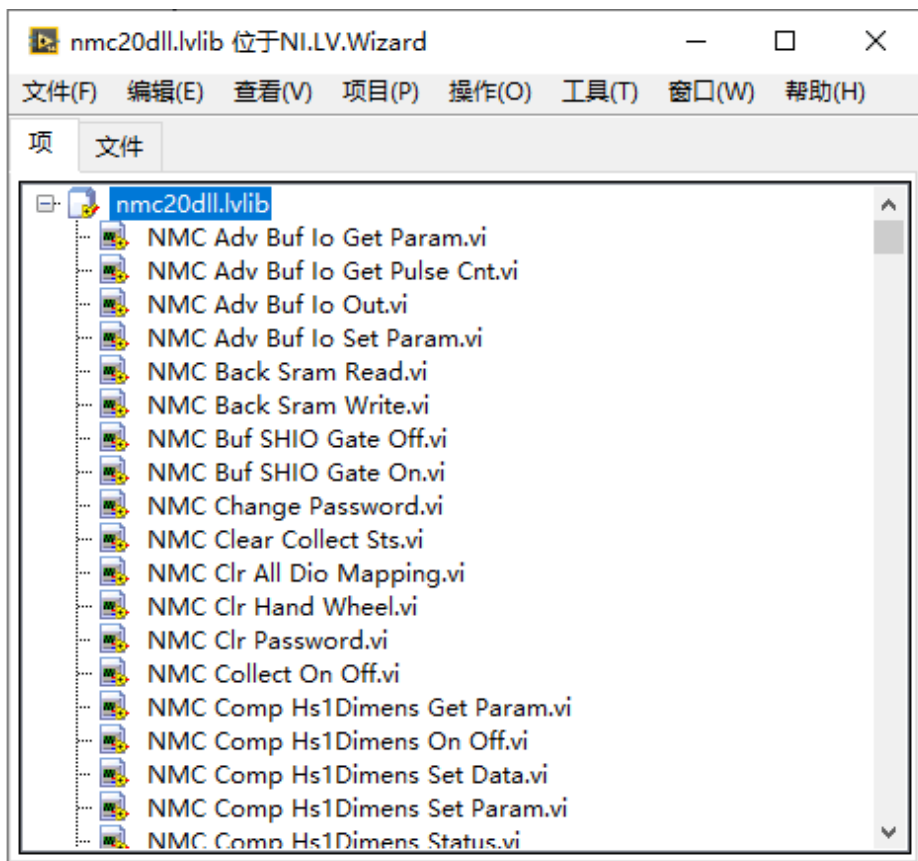 nmc20dll.lvlib 位于NI.LV.Wizard
文件(F) 编辑(E) 查看(V) 项目(P) 操作(O) 工具(T) 窗口(W) 帮助(H)
项 文件
nmc20dll.lvlib
NMC Adv Buf Io Get Param.vi
NMC Adv Buf Io Get Pulse Cnt.vi
NMC Adv Buf Io Out.vi
NMC Adv Buf Io Set Param.vi
NMC Back Sram Read.vi
NMC Back Sram Write.vi
NMC Buf SHIO Gate Off.vi
NMC Buf SHIO Gate On.vi
NMC Change Password.vi
NMC Clear Collect Sts.vi
NMC Clr All Dio Mapping.vi
NMC Clr Hand Wheel.vi
NMC Clr Password.vi
NMC Collect On Off.vi
NMC Comp Hs1Dimens Get Param.vi
NMC Comp Hs1Dimens On Off.vi
NMC Comp Hs1Dimens Set Data.vi
NMC Comp Hs1Dimens Set Param.vi
NMC Comp Hs1Dimens Status.vi